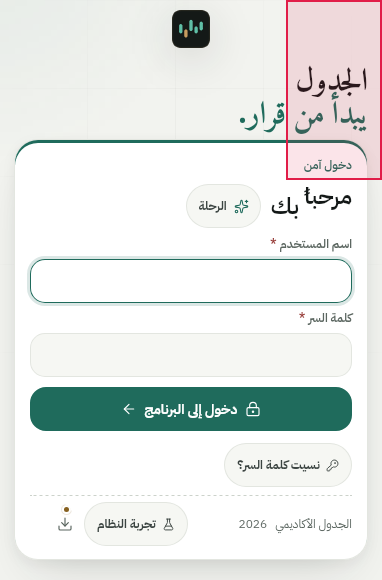 الجدول
يبدأ من قرار.
دخول آمن
مرحباً بك
الرحلة
اسم المستخدم *
كلمة السر *
دخول إلى البرنامج
نسيت كلمة السر؟
الجدول الأكاديمي 2026
تجربة النظام